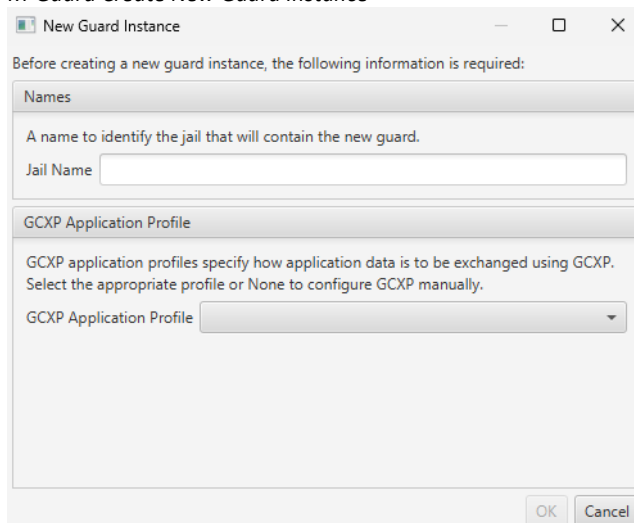 New Guard Instance
Before creating a new guard instance, the following information is required:
Names
A name to identify the jail that will contain the new guard.
Jail Name
GCXP Application Profile
GCXP application profiles specify how application data is to be exchanged using GCXP.
Select the appropriate profile or None to configure GCXP manually.
GCXP Application Profile
OK Cancel